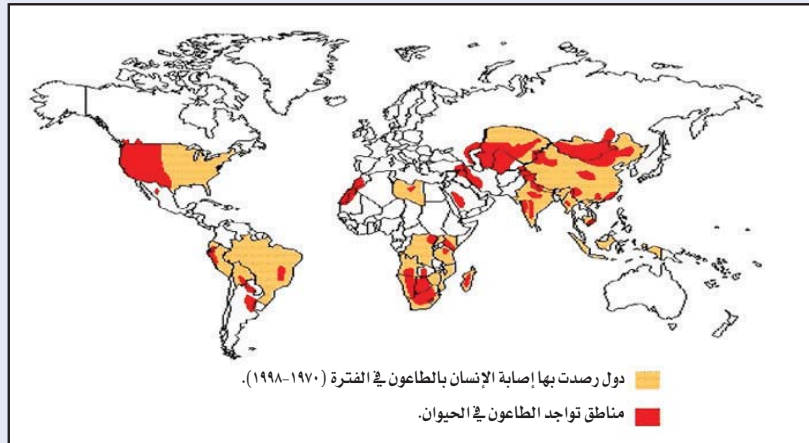 دول رصدت بها إصابة الإنسان بالطاعون في الفترة (١٩٧٠-١٩٩٨).
مناطق تواجد الطاعون في الحيوان.